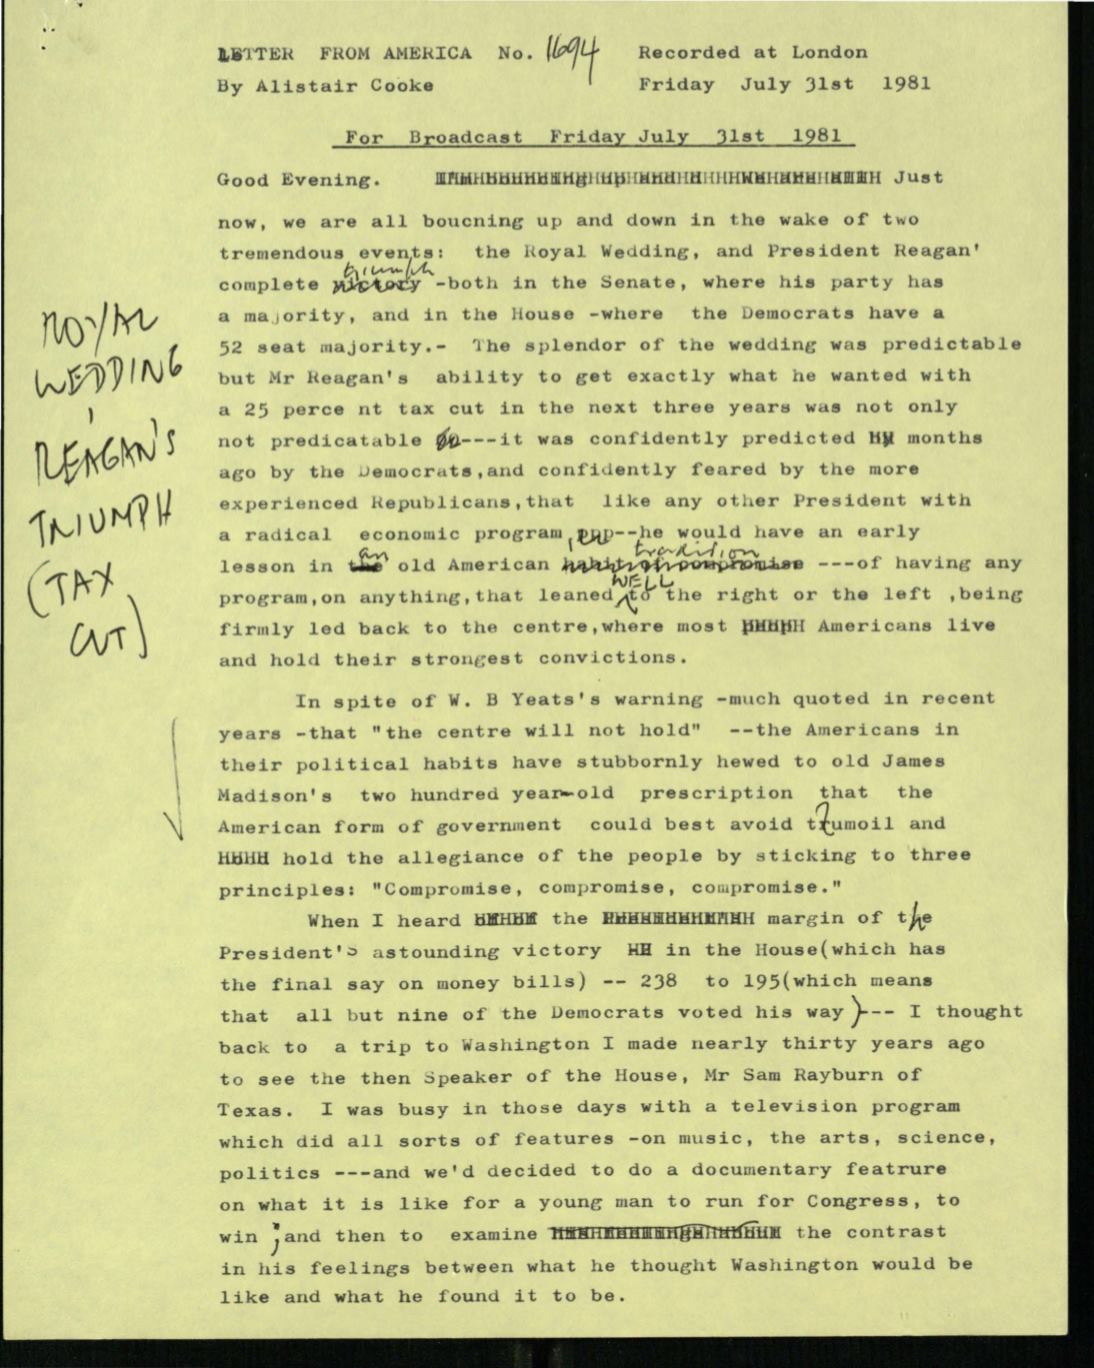 LETTER FROM AMERICA No. 1694 Recorded at London
By Alistair Cooke Friday July 31st 1981
For Broadcast Friday July 31st 1981
Good Evening. Just
now, we are all boucning up and down in the wake of two
tremendous events: the Royal Wedding, and President Reagan'
triumph
complete victory -both in the Senate, where his party has
a majority, and in the House -where the Democrats have a
52 seat majority.- The splendor of the wedding was predictable
but Mr Reagan's ability to get exactly what he wanted with
a 25 perce nt tax cut in the next three years was not only
not predicatable ---it was confidently predicted months
ago by the Democrats,and confidently feared by the more
experienced Republicans,that like any other President with
a radical economic program, --he would have an early
an tradition
lesson in the old American habit of compromise ---of having any
WELL
program,on anything,that leaned to the right or the left ,being
firmly led back to the centre,where most Americans live
and hold their strongest convictions.
ROYAL
WEDDING
REAGAN'S
TRIUMPH
(TAX
CUT)
In spite of W. B Yeats's warning -much quoted in recent
years -that "the centre will not hold" --the Americans in
their political habits have stubbornly hewed to old James
Madison's two hundred year-old prescription that the
American form of government could best avoid trumoil and
hold the allegiance of the people by sticking to three
principles: "Compromise, compromise, compromise."
When I heard the margin of the
President's astounding victory in the House(which has
the final say on money bills) -- 238 to 195(which means
that all but nine of the Democrats voted his way)--- I thought
back to a trip to Washington I made nearly thirty years ago
to see the then Speaker of the House, Mr Sam Rayburn of
Texas. I was busy in those days with a television program
which did all sorts of features -on music, the arts, science,
politics ---and we'd decided to do a documentary featrure
on what it is like for a young man to run for Congress, to
win ;and then to examine the contrast
in his feelings between what he thought Washington would be
like and what he found it to be.